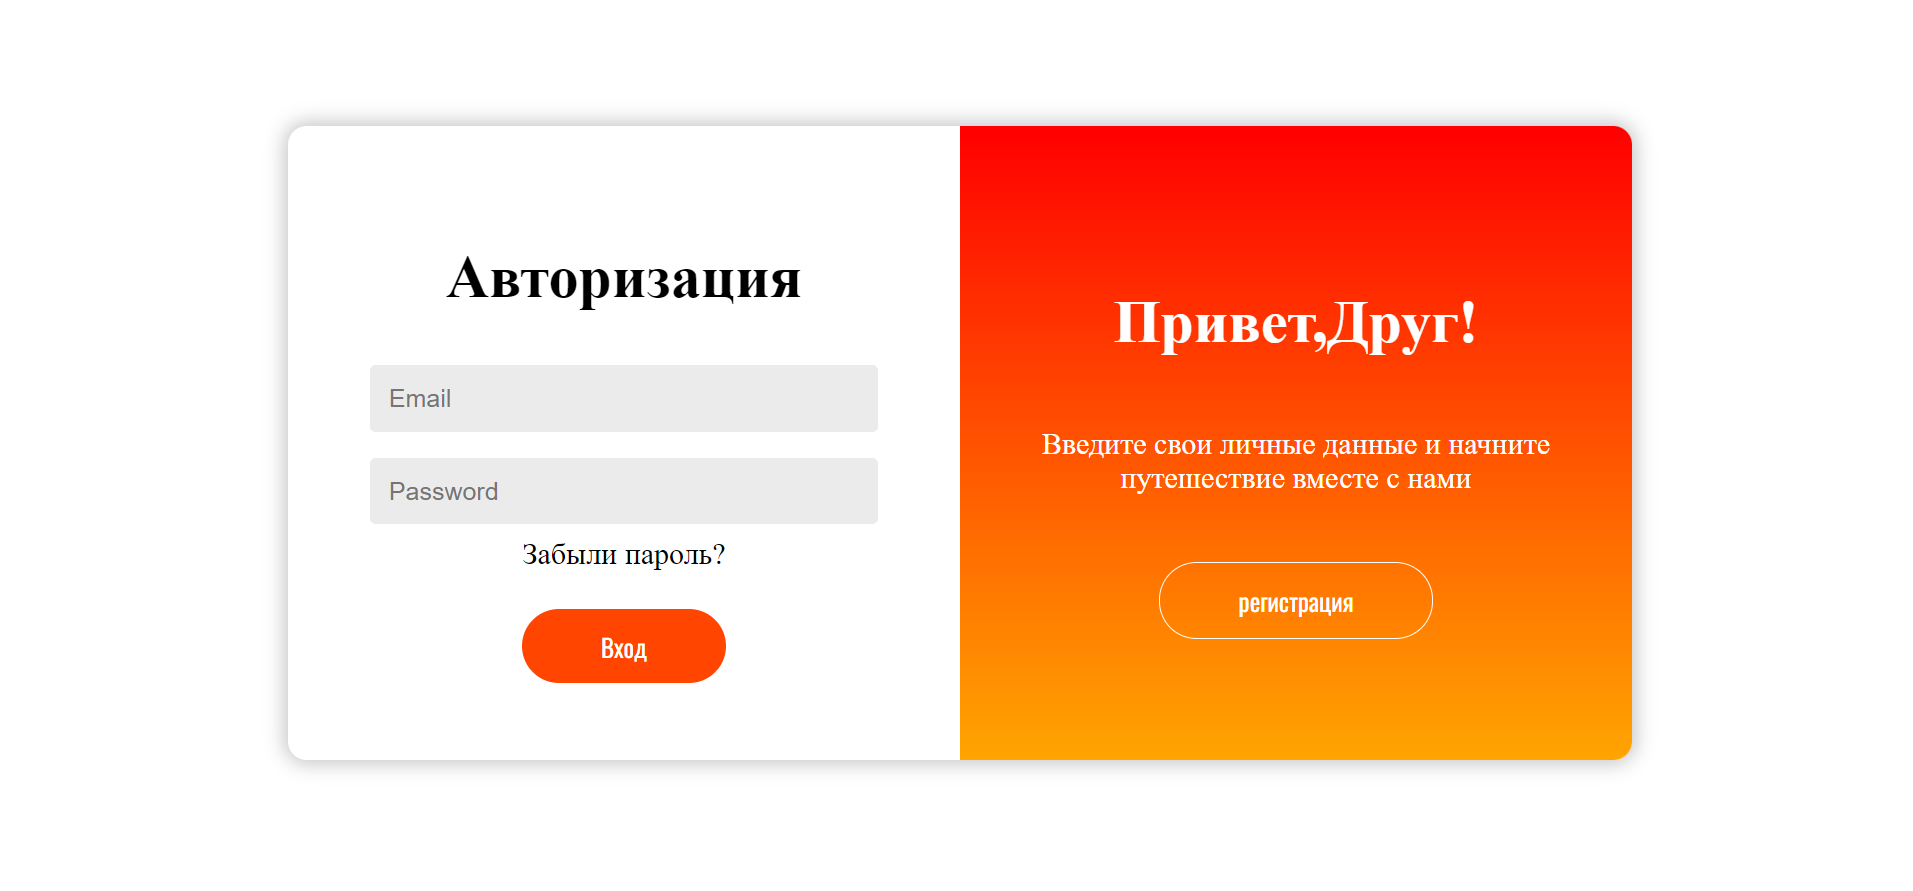 Авторизация
Email
Password
Забыли пароль?
Вход
Привет,Друг!
Введите свои личные данные и начните
путешествие вместе с нами
регистрация